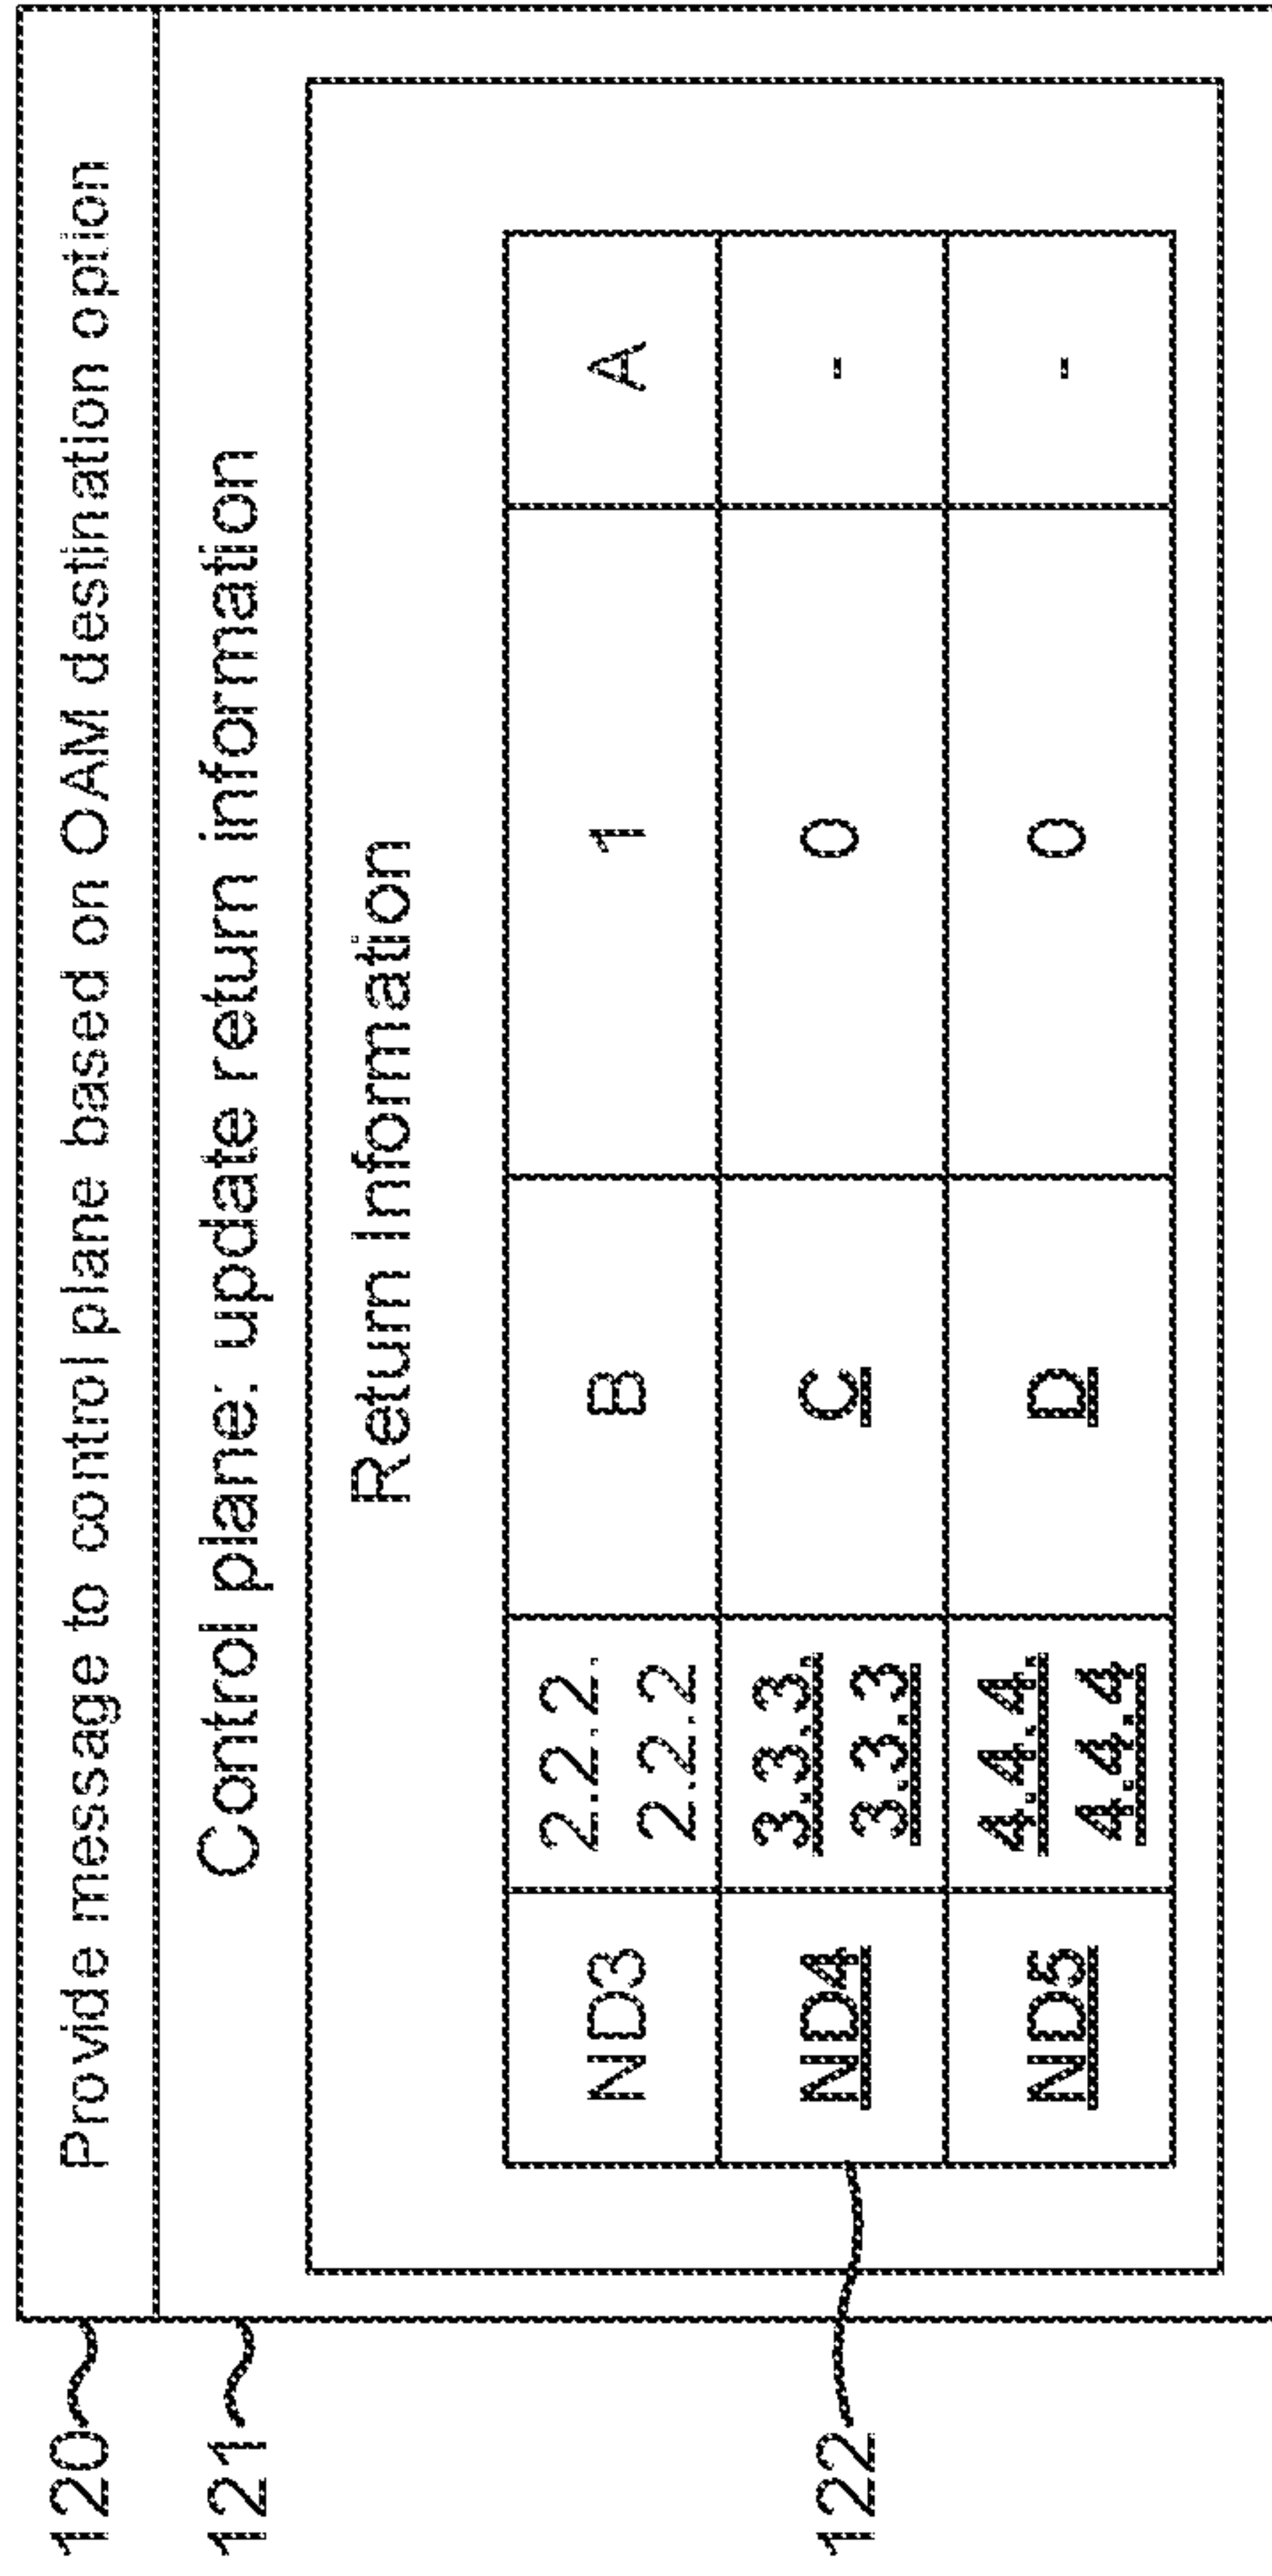 120
Provide message to control plane based on OAM destination option
121
Control plane: update return information
Return Information
ND3 2.2.2. B 1 A
2.2.2
122
ND4 3.3.3. C 0 -
3.3.3
ND5 4.4.4. D 0 -
4.4.4